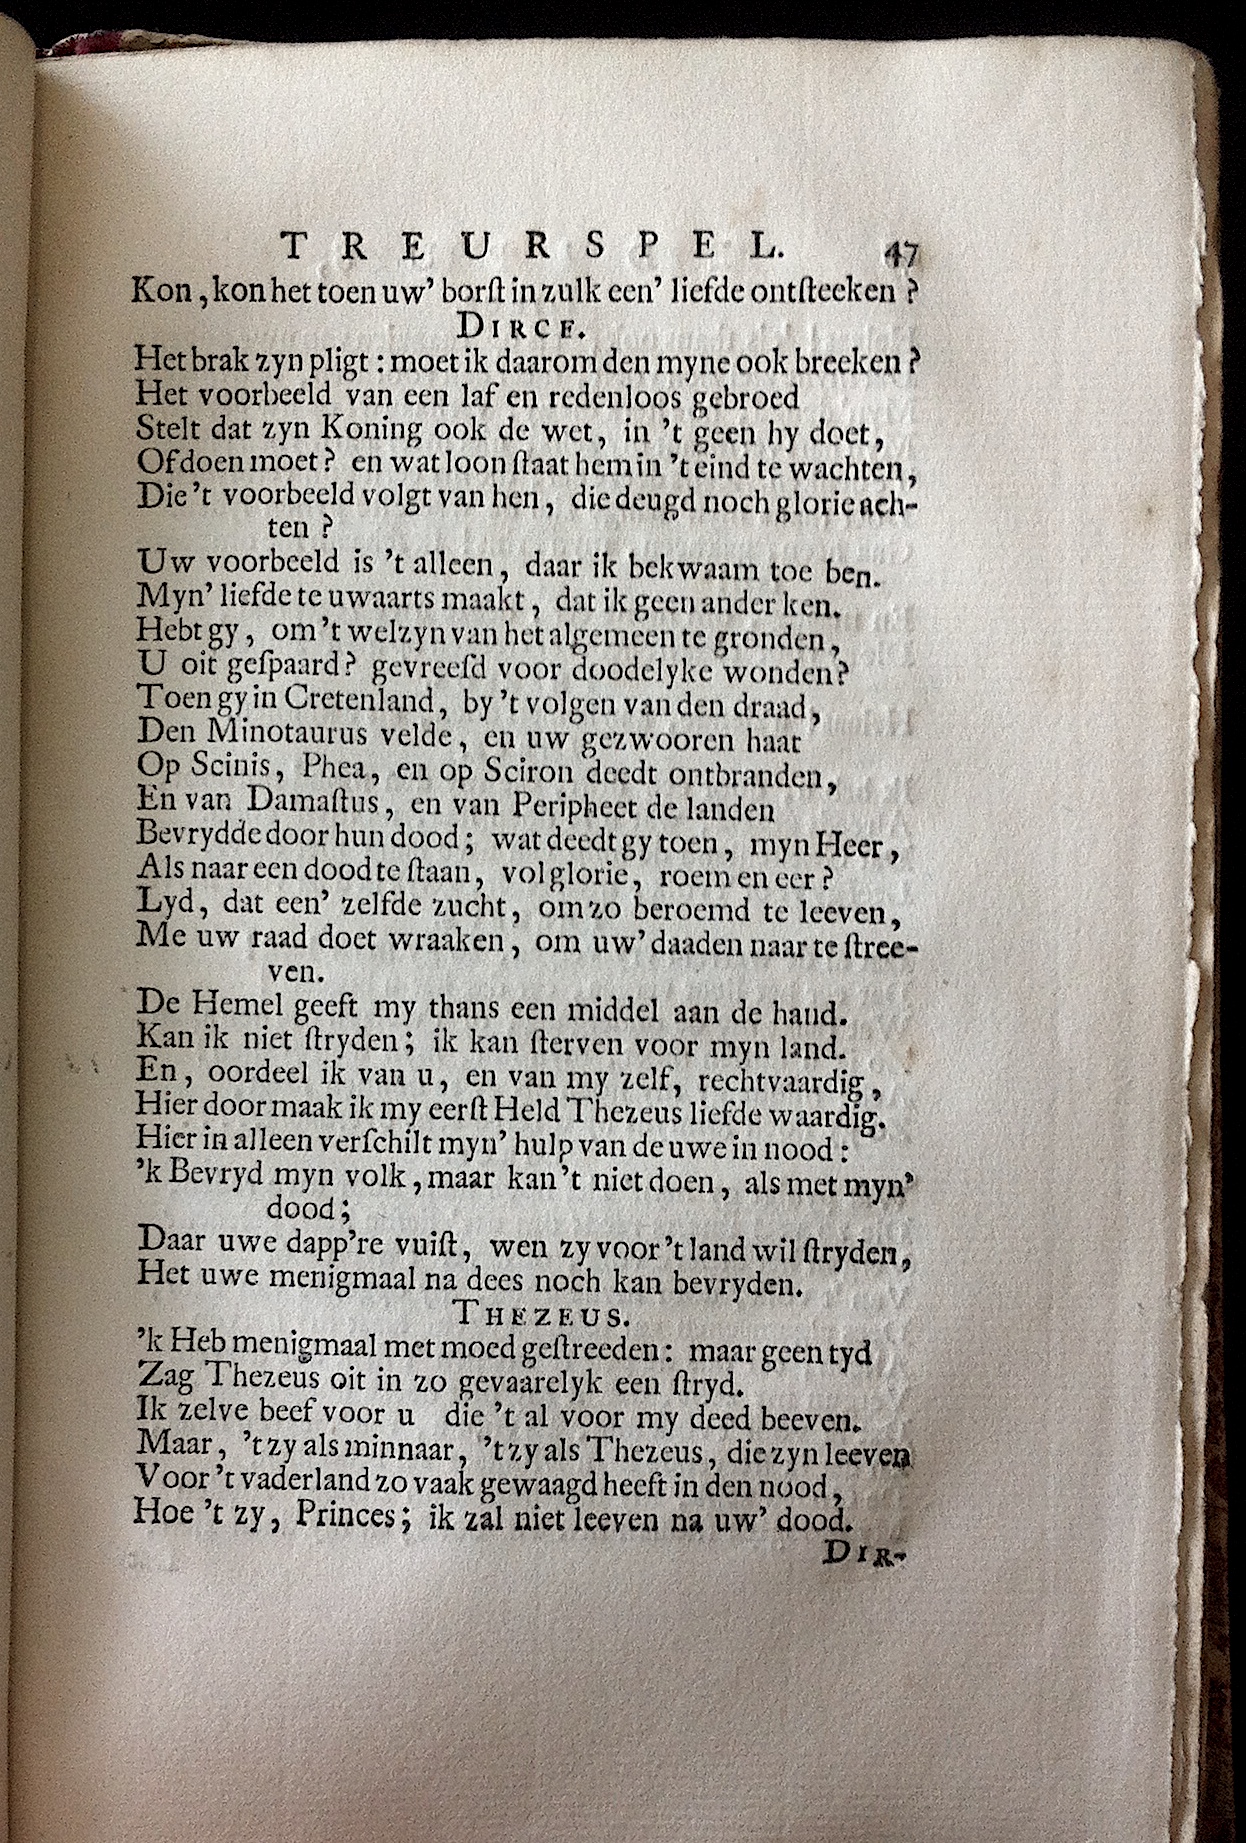 TREURSPEL. 47
Kon, kon het toen uw' borſt in zulk een' liefde ontſteeken?
DIRCE.
Het brak zyn pligt: moet ik daarom den myne ook breeken?
Het voorbeeld van een laf en redenloos gebroed
Stelt dat zyn Koning ook de wet, in 't geen hy doet,
Of doen moet? en wat loon ſtaat hem in 't eind te wachten,
Die 't voorbeeld volgt van hen, die deugd noch glorie ach-
ten?
Uw voorbeeld is 't alleen, daar ik bekwaam toe ben.
Myn' liefde te uwaarts maakt, dat ik geen ander ken.
Hebt gy, om 't welzyn van het algemeen te gronden,
U oit geſpaard? gevreeſd voor doodelyke wonden?
Toen gy in Cretenland, by 't volgen van den draad,
Den Minotaurus velde, en uw gezwooren haat
Op Scinis, Phea, en op Sciron deedt ontbranden,
En van Damaſtus, en van Peripheet de landen
Bevrydde door hun dood; wat deedt gy toen, myn Heer,
Als naar een dood te ſtaan, vol glorie, roem en eer?
Lyd, dat een' zelfde zucht, om zo beroemd te leeven,
Me uw raad doet wraaken, om uw' daaden naar te ſtree-
ven.
De Hemel geeft my thans een middel aan de hand.
Kan ik niet ſtryden; ik kan ſterven voor myn land.
En, oordeel ik van u, en van my zelf, rechtvaardig,
Hier door maak ik my eerſt Held Thezeus liefde waardig.
Hier in alleen verſchilt myn' hulp van de uwe in nood:
'k Bevryd myn volk, maar kan 't niet doen, als met myn'
dood;
Daar uwe dapp're vuiſt, wen zy voor 't land wil ſtryden,
Het uwe menigmaal na dees noch kan bevryden.
THEZEUS.
'k Heb menigmaal met moed geſtreeden: maar geen tyd
Zag Thezeus oit in zo gevaarelyk een ſtryd.
Ik zelve beef voor u die 't al voor my deed beeven.
Maar, 't zy als minnaar, 't zy als Thezeus, die zyn leeven
Voor 't vaderland zo vaak gewaagd heeft in den nood,
Hoe 't zy, Princes; ik zal niet leeven na uw' dood.
DIR-